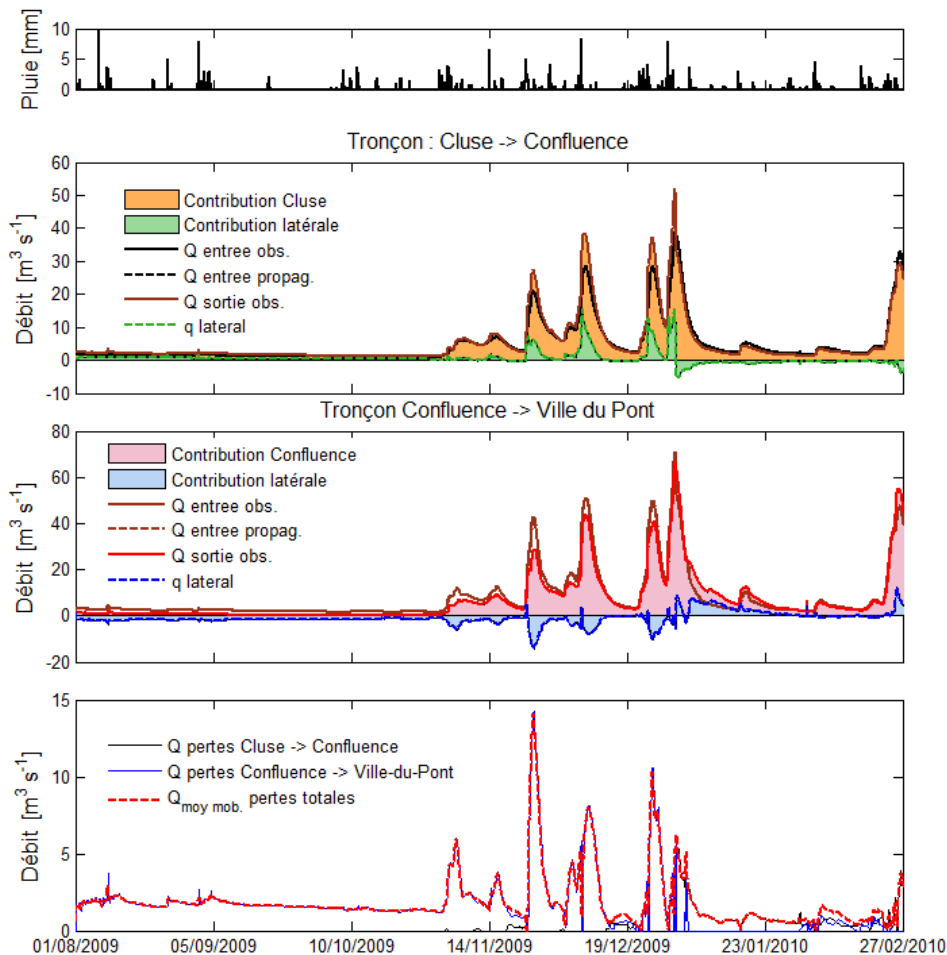 Pluie [mm]
10
5
0
Tronçon : Cluse -> Confluence
Débit [m³ s⁻¹]
60
50
40
30
20
10
0
-10
Contribution Cluse
Contribution latérale
Q entree obs.
Q entree propag.
Q sortie obs.
q lateral
Tronçon Confluence -> Ville du Pont
Débit [m³ s⁻¹]
80
60
40
20
0
-20
Contribution Confluence
Contribution latérale
Q entree obs.
Q entree propag.
Q sortie obs.
q lateral
Débit [m³ s⁻¹]
15
10
5
0
Q pertes Cluse -> Confluence
Q pertes Confluence -> Ville-du-Pont
Q moy mob. pertes totales
01/08/2009 05/09/2009 10/10/2009 14/11/2009 19/12/2009 23/01/2010 27/02/2010